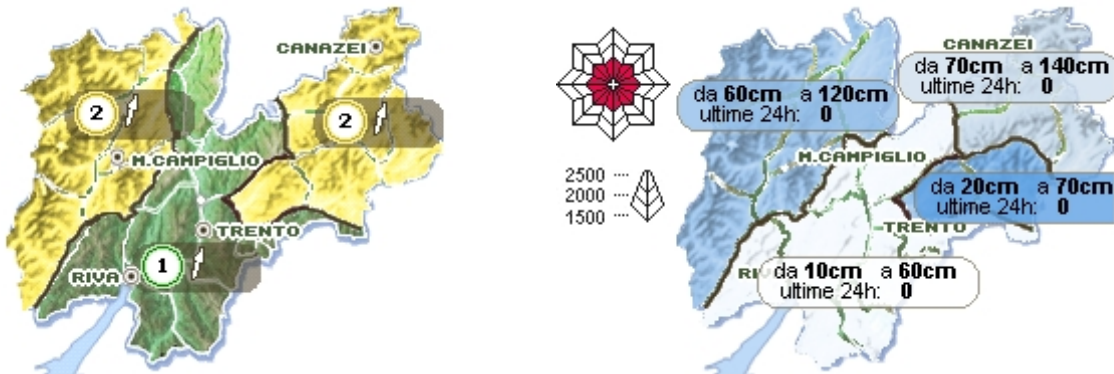 CANAZEI
2
2
M.CAMPIGLIO
TRENTO
RIVA
1
CANAZEI
da 70cm a 140cm
ultime 24h: 0
da 60cm a 120cm
ultime 24h: 0
M.CAMPIGLIO
2500
2000
1500
da 20cm a 70cm
ultime 24h: 0
TRENTO
RI
da 10cm a 60cm
ultime 24h: 0